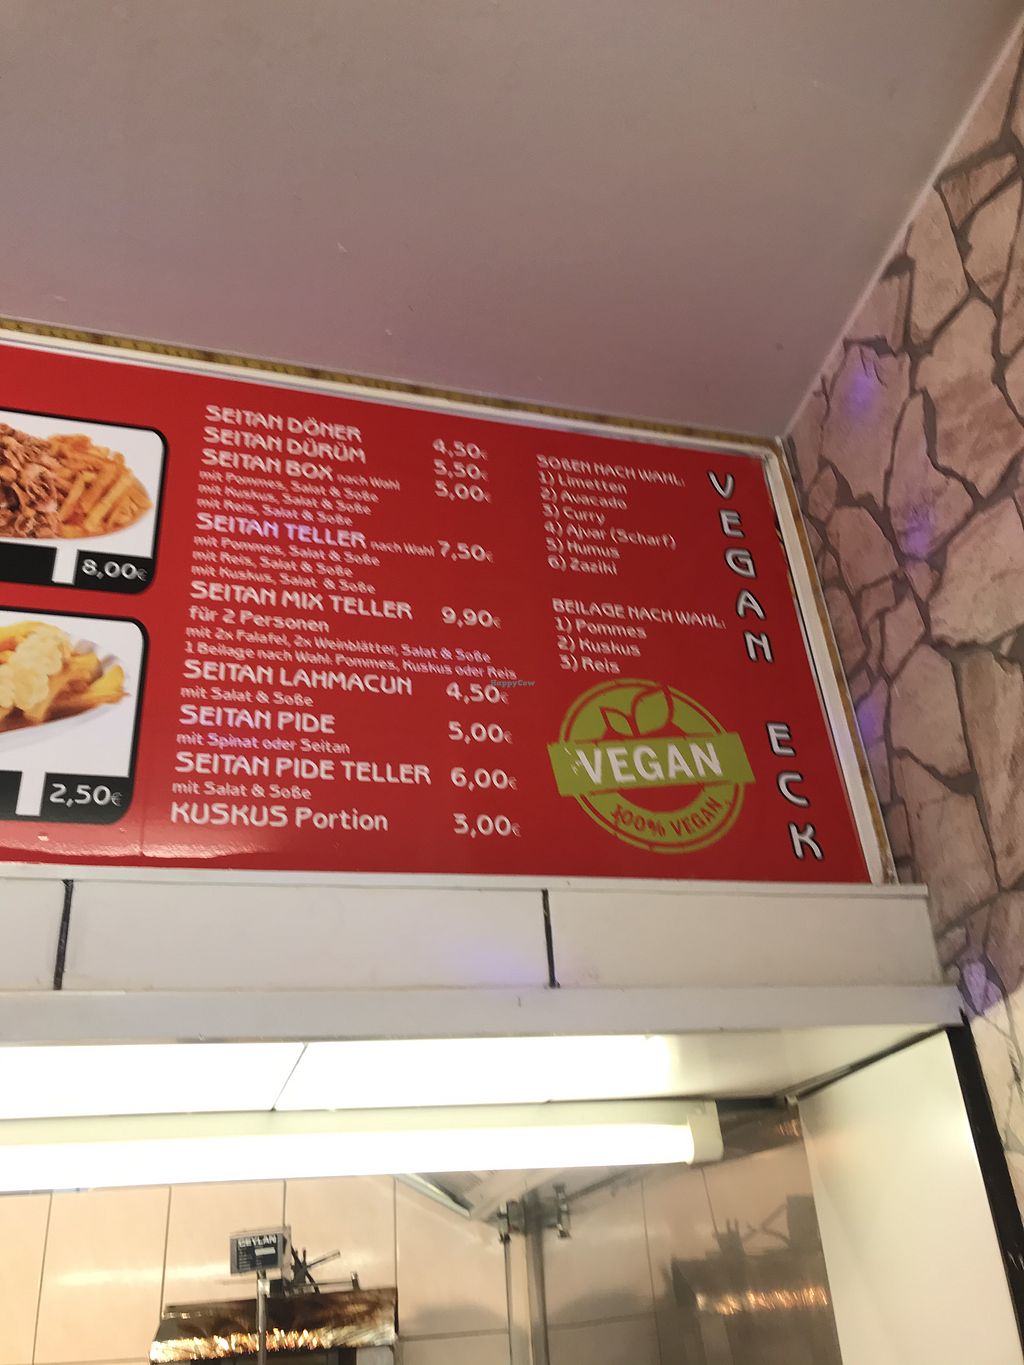 SEITAN DÖNER 4,50€
SEITAN DÜRÜM 5,50€
SEITAN BOX nach Wahl 5,00€
mit Pommes, Salat & Soße
mit Kuskus, Salat & Soße
mit Reis, Salat & Soße
SEITAN TELLER nach Wahl 7,50€
mit Pommes, Salat & Soße
mit Reis, Salat & Soße
mit Kuskus, Salat & Soße
SEITAN MIX TELLER 9,90€
für 2 Personen
mit 2x Falafel, 2x Weinblätter, Salat & Soße
1 Beilage nach Wahl: Pommes, Kuskus oder Reis
SEITAN LAHMACUN 4,50€
mit Salat & Soße
SEITAN PIDE 5,00€
mit Spinat oder Seitan
SEITAN PIDE TELLER 6,00€
mit Salat & Soße
KUSKUS Portion 3,00€
8,00€
2,50€
SOßEN NACH WAHL:
1) Limetten
2) Avacado
3) Curry
4) Ajvar (Scharf)
5) Humus
6) Zaziki
BEILAGE NACH WAHL:
1) Pommes
2) Kuskus
3) Reis
VEGAN
100% VEGAN
VEGAN ECK
HappyCow
CEYLAN